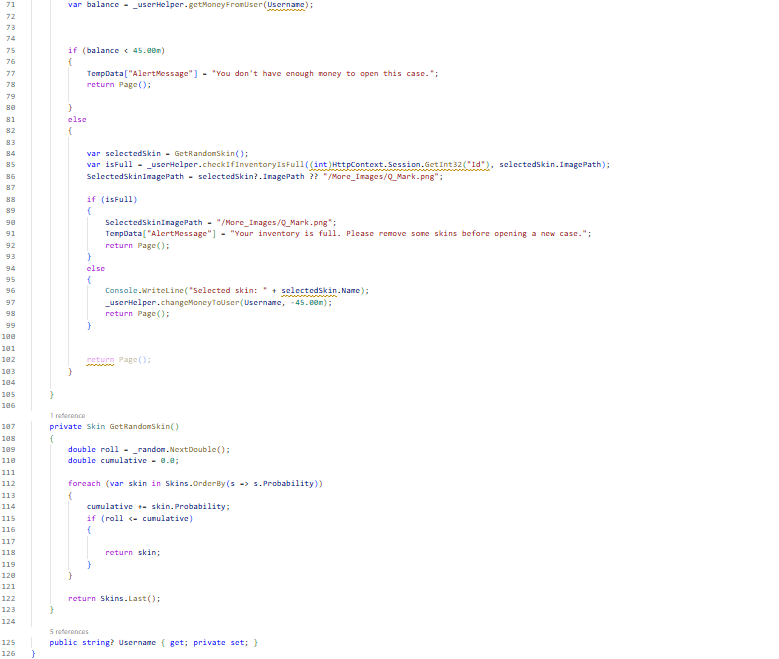 71 var balance = _userHelper.getMoneyFromUser(Username);
72
73
74
75 if (balance < 45.00m)
76 {
77 TempData["AlertMessage"] = "You don't have enough money to open this case.";
78 return Page();
79
80 }
81 else
82 {
83
84 var selectedSkin = GetRandomSkin();
85 var isFull = _userHelper.checkIfInventoryIsFull((int)HttpContext.Session.GetInt32("Id"), selectedSkin.ImagePath);
86 SelectedSkinImagePath = selectedSkin?.ImagePath ?? "/More_Images/Q_Mark.png";
87
88 if (isFull)
89 {
90 SelectedSkinImagePath = "/More_Images/Q_Mark.png";
91 TempData["AlertMessage"] = "Your inventory is full. Please remove some skins before opening a new case.";
92 return Page();
93 }
94 else
95 {
96 Console.WriteLine("Selected skin: " + selectedSkin.Name);
97 _userHelper.changeMoneyToUser(Username, -45.00m);
98 return Page();
99 }
100
101
102 return Page();
103 }
104
105 }
106
1 reference
107 private Skin GetRandomSkin()
108 {
109 double roll = _random.NextDouble();
110 double cumulative = 0.0;
111
112 foreach (var skin in Skins.OrderBy(s => s.Probability))
113 {
114 cumulative += skin.Probability;
115 if (roll <= cumulative)
116 {
117
118 return skin;
119 }
120 }
121
122 return Skins.Last();
123 }
124
5 references
125 public string? Username { get; private set; }
126 }